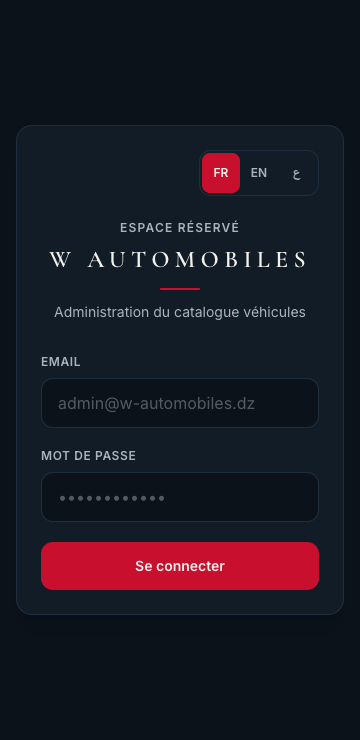 FR EN ع
ESPACE RÉSERVÉ
W AUTOMOBILES
Administration du catalogue véhicules
EMAIL
admin@w-automobiles.dz
MOT DE PASSE
••••••••••••
Se connecter